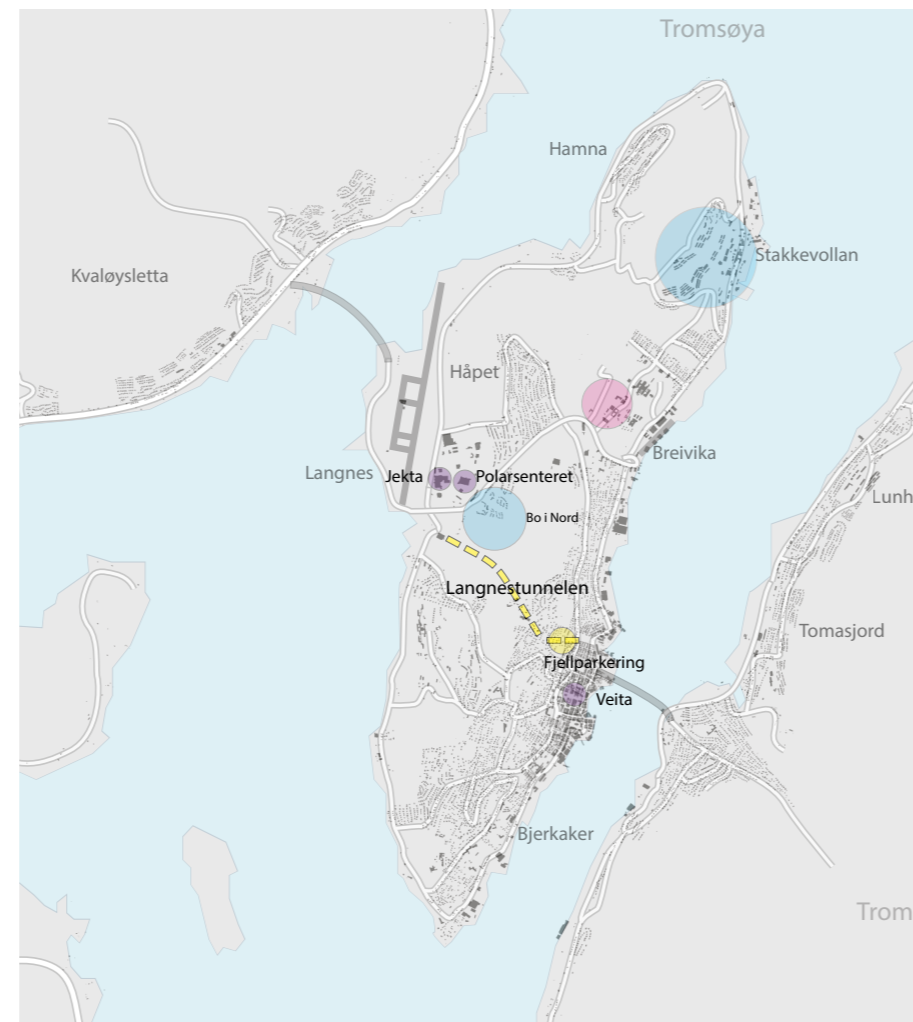 Tromsøya
Hamna
Stakkevollan
Kvaløysletta
Håpet
Breivika
Langnes
Jekta
Polarsenteret
Lunh
Bo i Nord
Langnestunnelen
Tomasjord
Fjellparkering
Veita
Bjerkaker
Trom